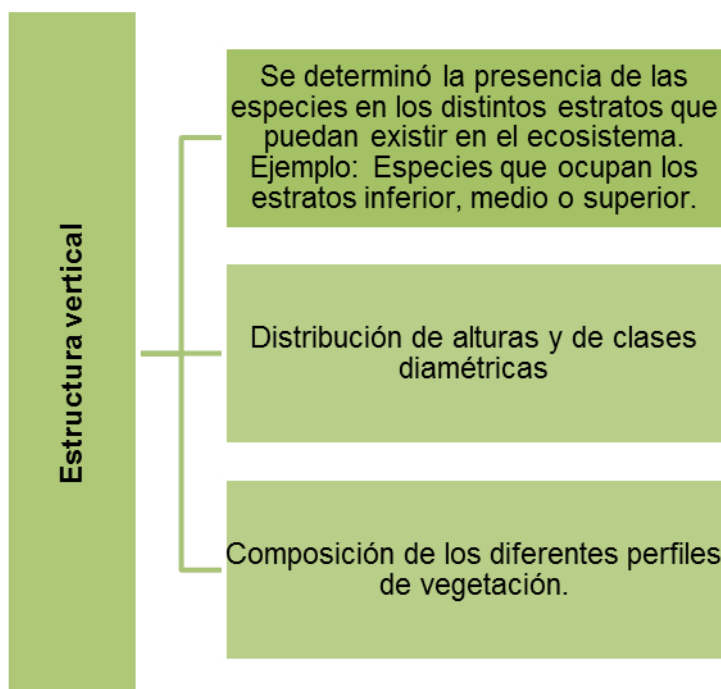 Estructura vertical
Se determinó la presencia de las
especies en los distintos estratos que
puedan existir en el ecosistema.
Ejemplo: Especies que ocupan los
estratos inferior, medio o superior.
Distribución de alturas y de clases
diamétricas
Composición de los diferentes perfiles
de vegetación.